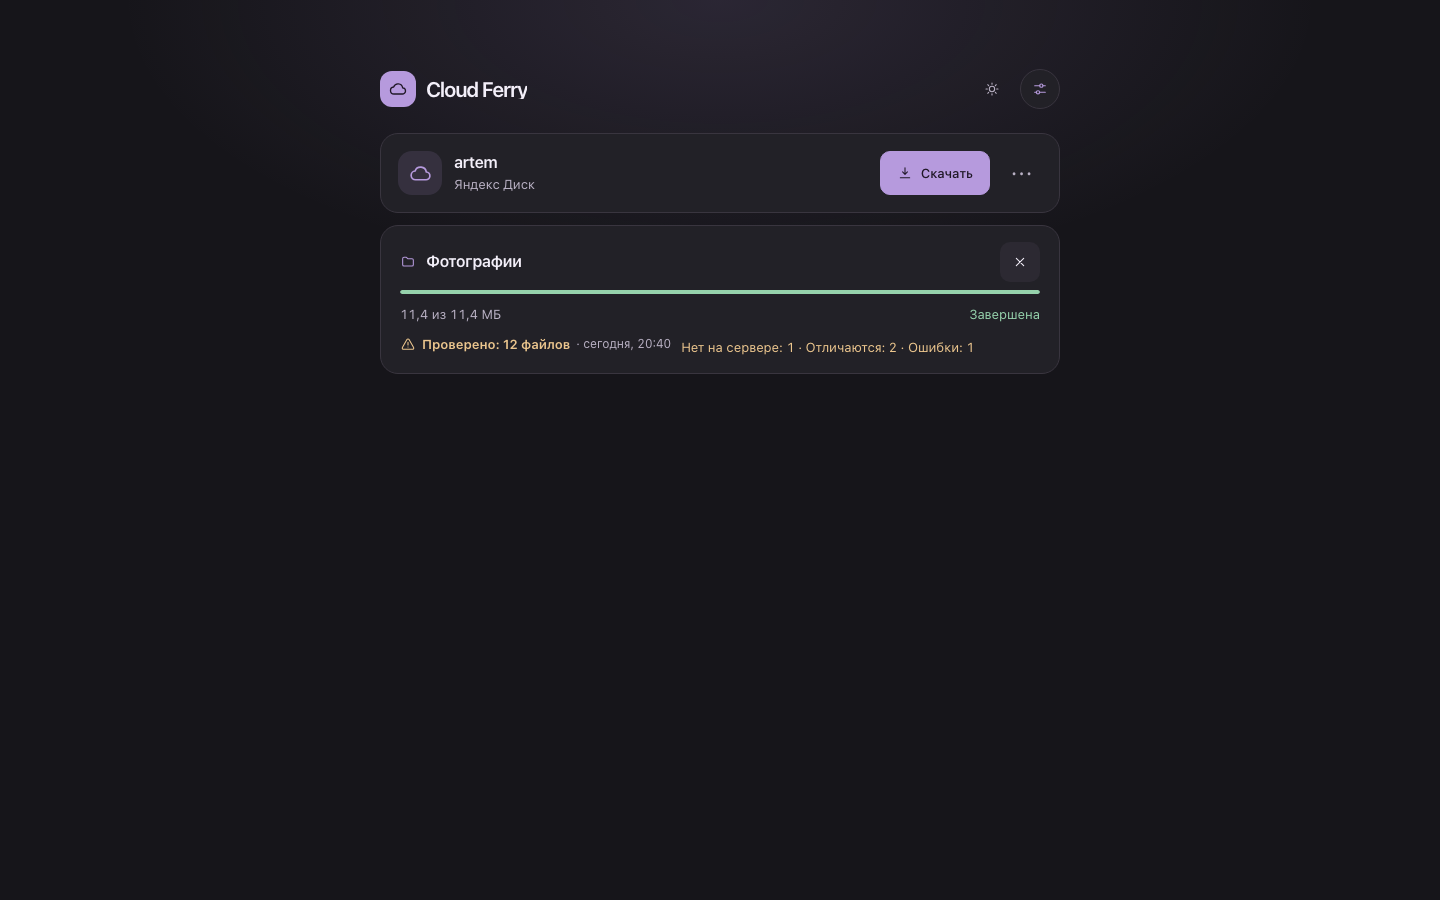 Cloud Ferry
artem
Яндекс Диск
Скачать
Фотографии
11,4 из 11,4 МБ
Завершена
Проверено: 12 файлов · сегодня, 20:40 Нет на сервере: 1 · Отличаются: 2 · Ошибки: 1